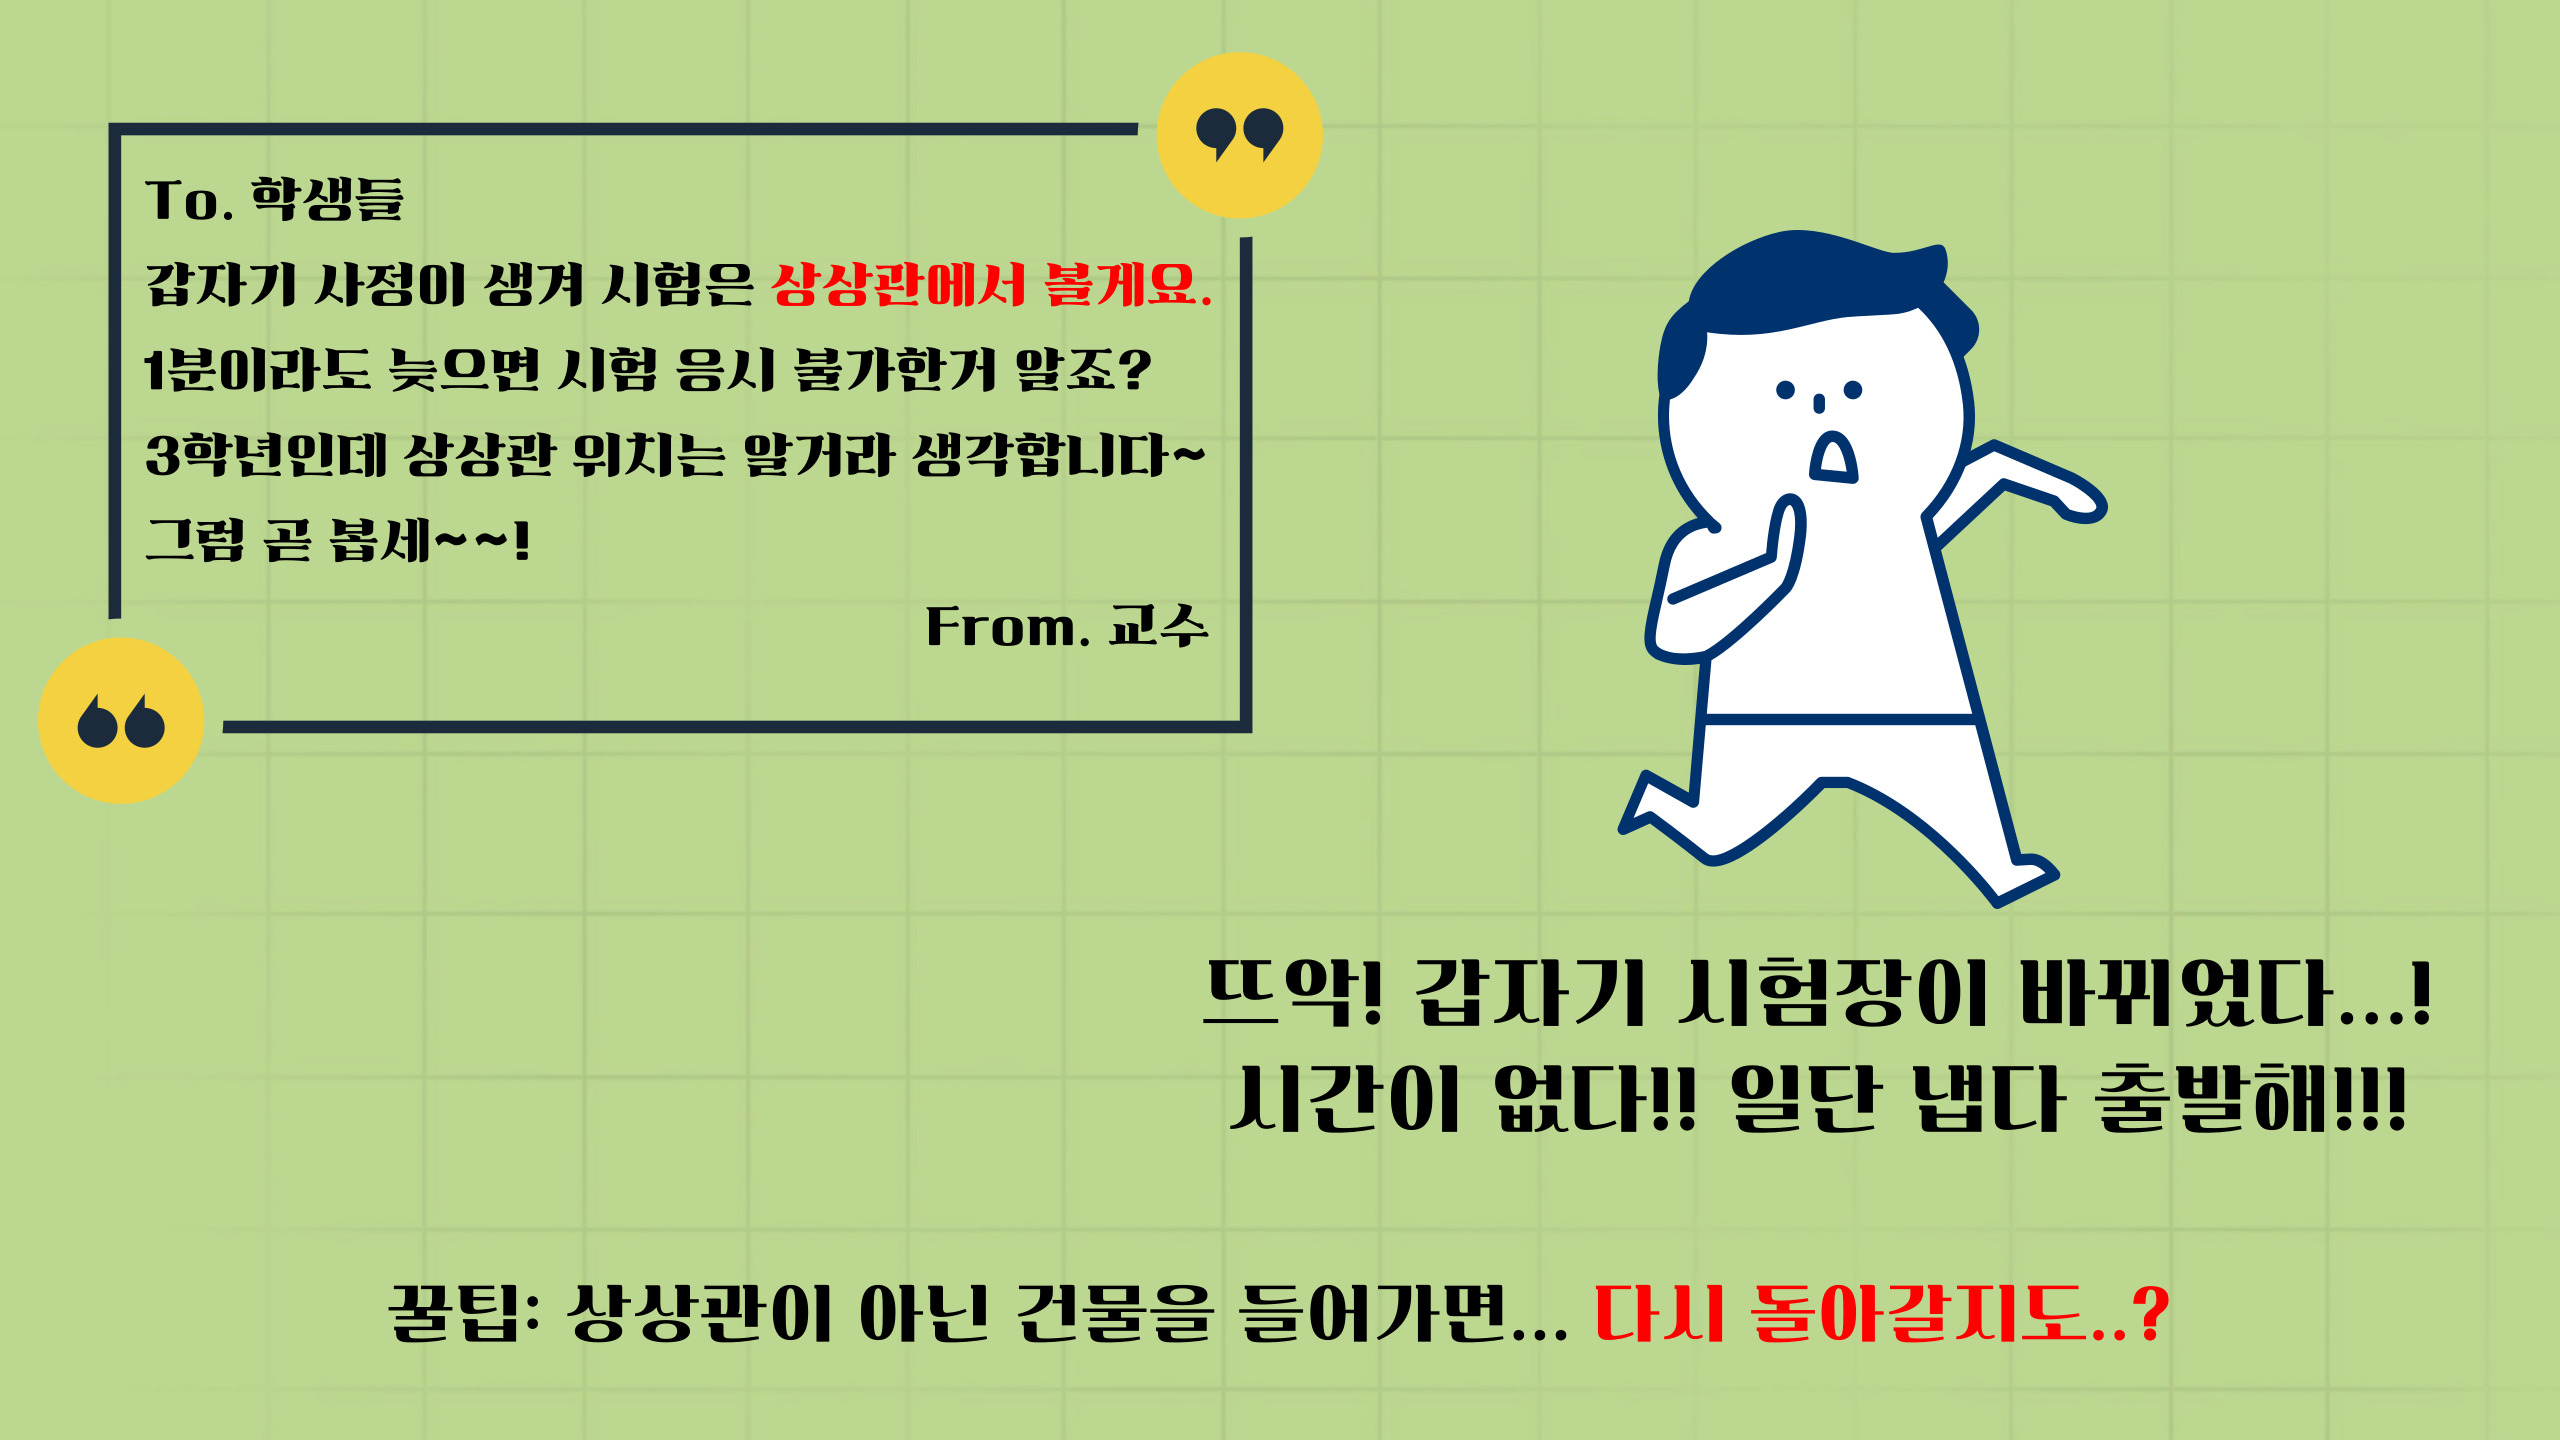 To. 학생들
갑자기 사정이 생겨 시험은 상상관에서 볼게요.
1분이라도 늦으면 시험 응시 불가한거 알죠?
3학년인데 상상관 위치는 알거라 생각합니다~
그럼 곧 봅세~~!
From. 교수
뜨악! 갑자기 시험장이 바뀌었다...!
시간이 없다!! 일단 냅다 출발해!!!
꿀팁: 상상관이 아닌 건물을 들어가면... 다시 돌아갈지도..?